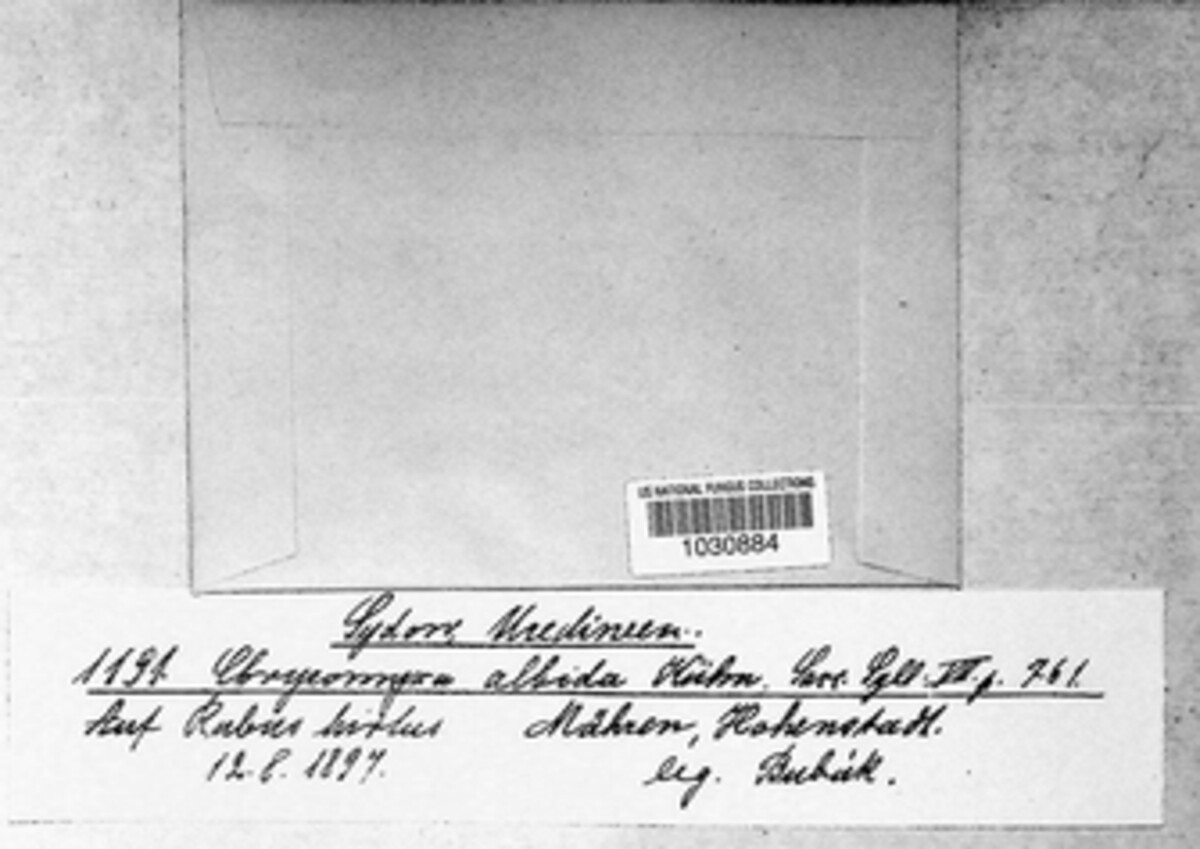 US NATIONAL FUNGUS COLLECTIONS
1030884
Sydow, Uredineen.
1191. Chrysomyxa albida Kühn. Sacc. Syll. VII p. 761.
Auf Rubus hirtus Mähren, Hohenstadt.
12. 8. 1897. leg. Bubák.